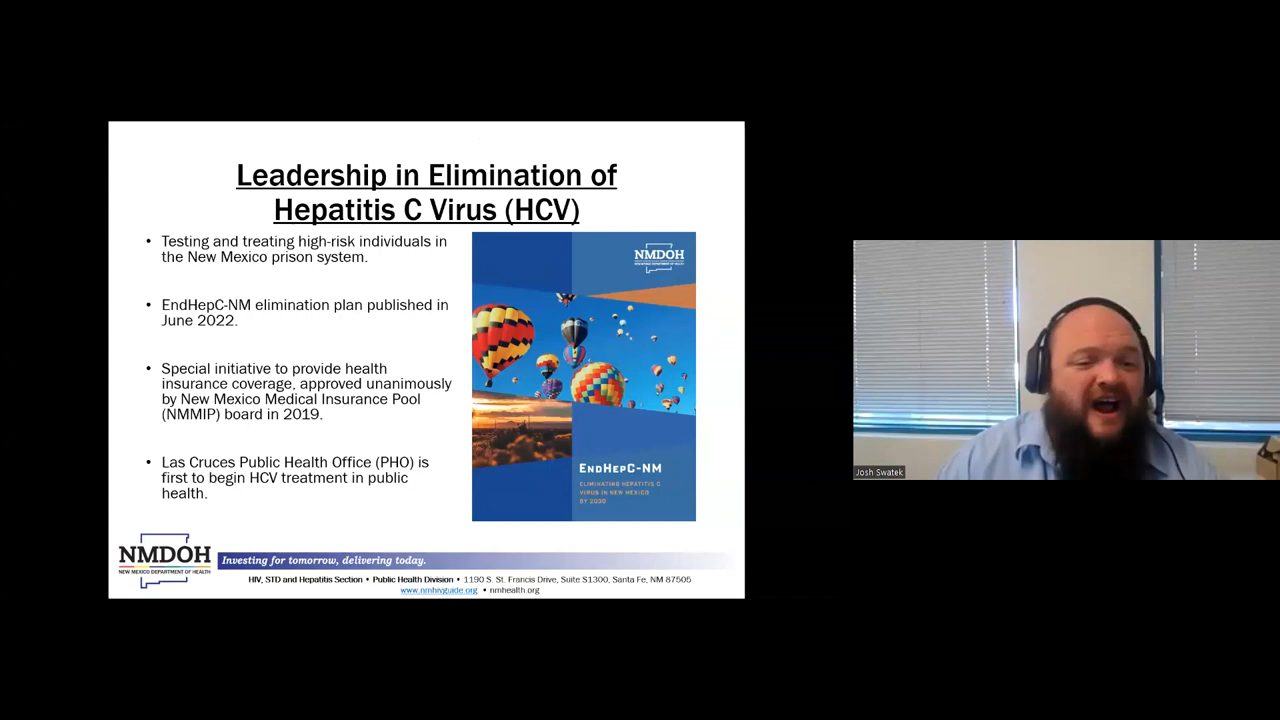 Leadership in Elimination of
Hepatitis C Virus (HCV)
• Testing and treating high-risk individuals in
the New Mexico prison system.
• EndHepC-NM elimination plan published in
June 2022.
• Special initiative to provide health
insurance coverage, approved unanimously
by New Mexico Medical Insurance Pool
(NMMIP) board in 2019.
• Las Cruces Public Health Office (PHO) is
first to begin HCV treatment in public
health.
NMDOH
NEW MEXICO DEPARTMENT OF HEALTH
ENDHEPC-NM
ELIMINATING HEPATITIS C
VIRUS IN NEW MEXICO
BY 2030
NMDOH
NEW MEXICO DEPARTMENT OF HEALTH
Investing for tomorrow, delivering today.
HIV, STD and Hepatitis Section • Public Health Division • 1190 S. St. Francis Drive, Suite S1300, Santa Fe, NM 87505
www.nmhivguide.org • nmhealth.org
Josh Swatek